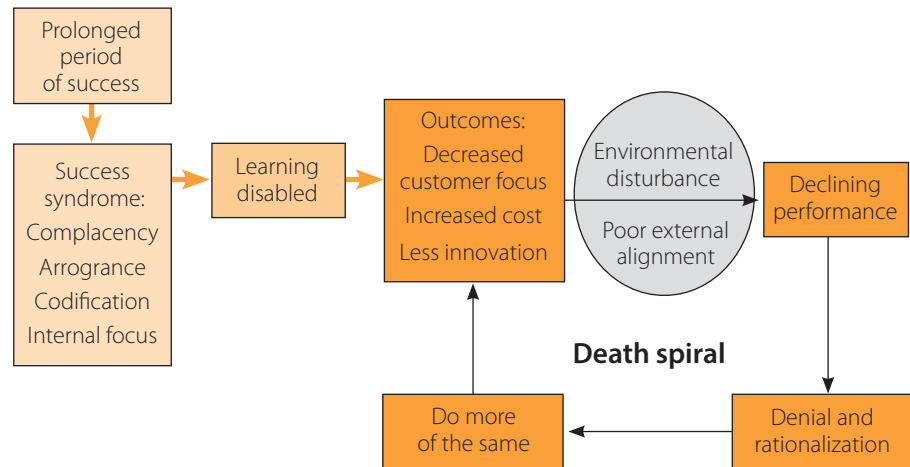 Prolonged
period
of success
Success
syndrome:
Complacency
Arrogrance
Codification
Internal focus
Learning
disabled
Outcomes:
Decreased
customer focus
Increased cost
Less innovation
Environmental
disturbance
Poor external
alignment
Declining
performance
Death spiral
Denial and
rationalization
Do more
of the same